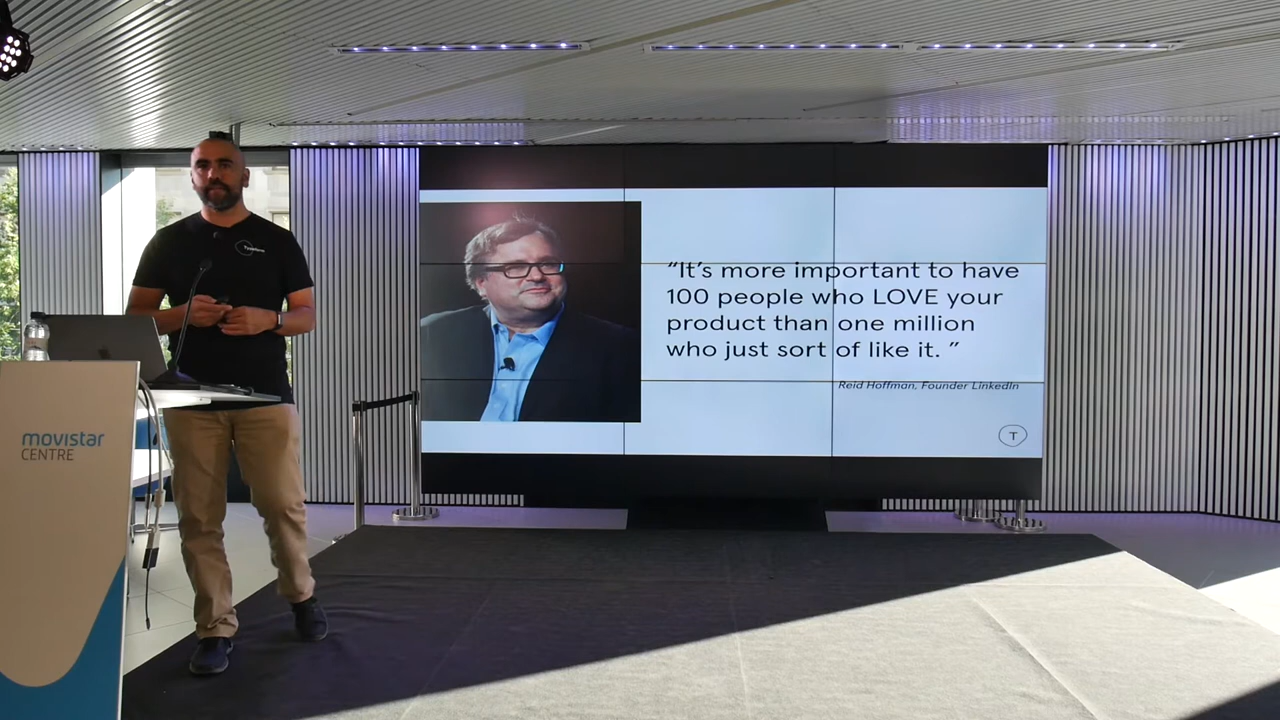 Typeform
"It's more important to have
100 people who LOVE your
product than one million
who just sort of like it. "
Reid Hoffman, Founder LinkedIn
T
movistar
CENTRE